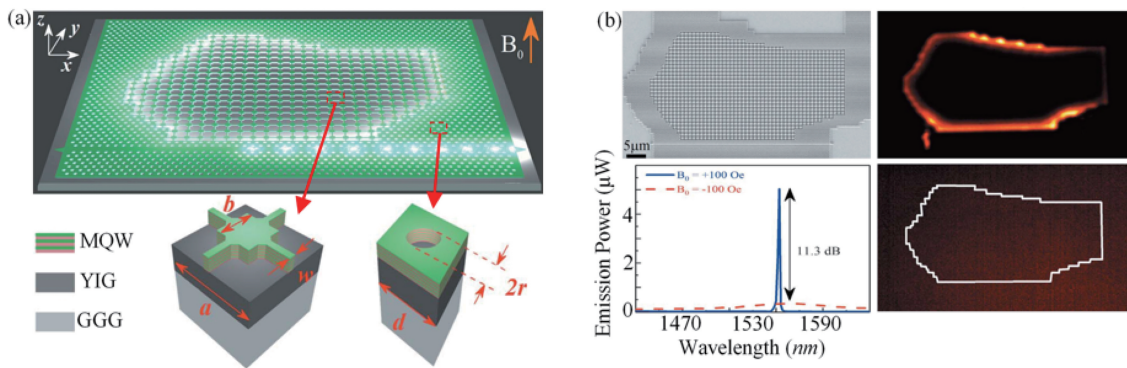 (a)
z
y
x
B₀
b
w
a
2r
d
MQW
YIG
GGG
(b)
5μm
Emission Power (μW)
4
2
0
B₀ = +100 Oe
B₀ = -100 Oe
11.3 dB
1470 1530 1590
Wavelength (nm)